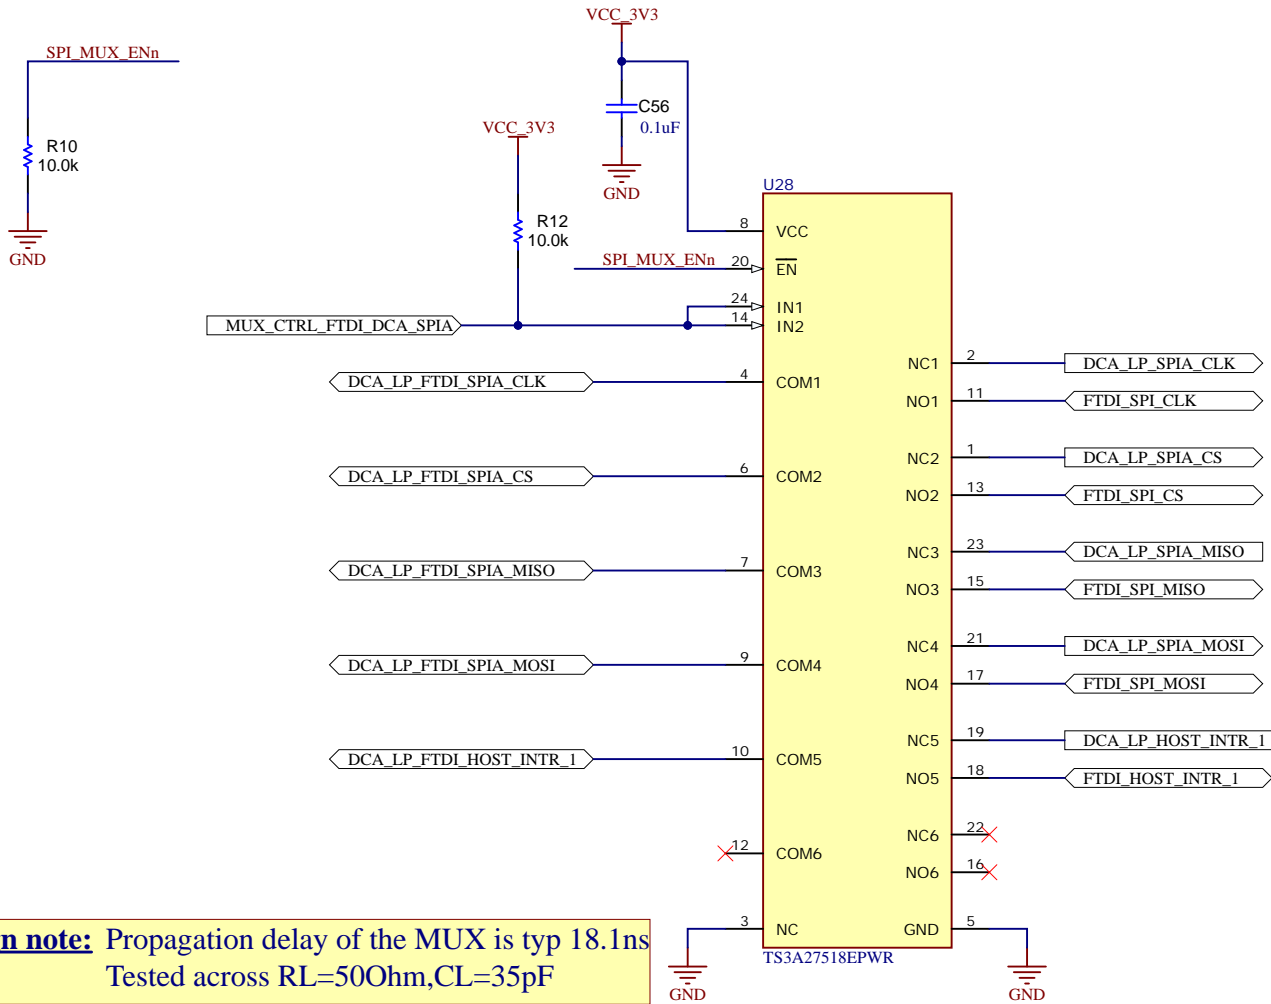 VCC_3V3
SPI_MUX_ENn
C56
0.1uF
R10
10.0k
GND
VCC_3V3
R12
10.0k
GND
U28
8 VCC
SPI_MUX_ENn 20 EN
24 IN1
MUX_CTRL_FTDI_DCA_SPIA 14 IN2
NC1 2 DCA_LP_SPIA_CLK
DCA_LP_FTDI_SPIA_CLK 4 COM1
NO1 11 FTDI_SPI_CLK
NC2 1 DCA_LP_SPIA_CS
DCA_LP_FTDI_SPIA_CS 6 COM2
NO2 13 FTDI_SPI_CS
NC3 23 DCA_LP_SPIA_MISO
DCA_LP_FTDI_SPIA_MISO 7 COM3
NO3 15 FTDI_SPI_MISO
NC4 21 DCA_LP_SPIA_MOSI
DCA_LP_FTDI_SPIA_MOSI 9 COM4
NO4 17 FTDI_SPI_MOSI
NC5 19 DCA_LP_HOST_INTR_1
DCA_LP_FTDI_HOST_INTR_1 10 COM5
NO5 18 FTDI_HOST_INTR_1
NC6 22
12 COM6
NO6 16
3 NC
GND 5
TS3A27518EPWR
GND
GND
n note: Propagation delay of the MUX is typ 18.1ns
Tested across RL=50Ohm,CL=35pF